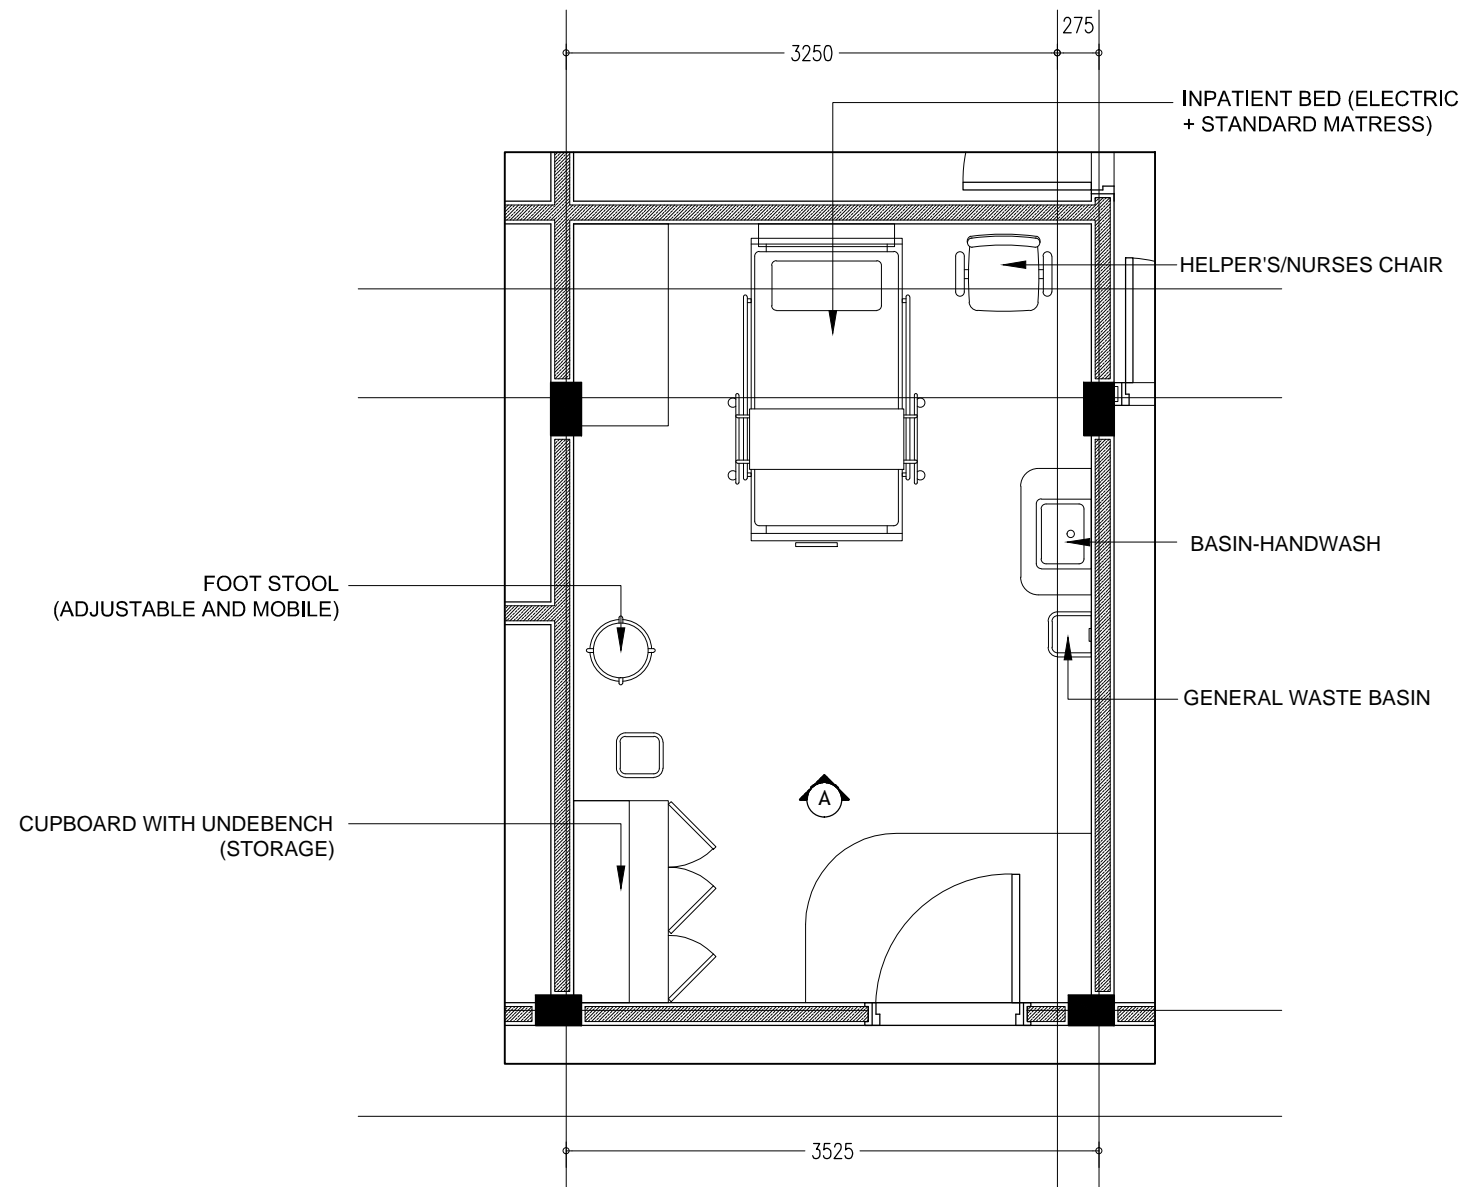 275
3250
INPATIENT BED (ELECTRIC
+ STANDARD MATRESS)
HELPER'S/NURSES CHAIR
BASIN-HANDWASH
FOOT STOOL
(ADJUSTABLE AND MOBILE)
GENERAL WASTE BASIN
A
CUPBOARD WITH UNDEBENCH
(STORAGE)
3525